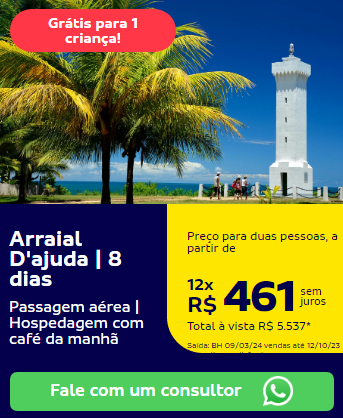 Grátis para 1
criança!
Arraial
D'ajuda | 8
dias
Passagem aérea |
Hospedagem com
café da manhã
Preço para duas pessoas, a
partir de
12x
R$ 461 sem
juros
Total à vista R$ 5.537*
Saída: BH 09/03/24 vendas até 12/10/23
Fale com um consultor